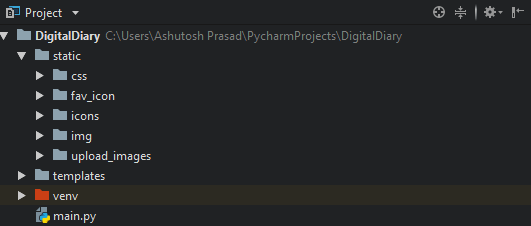 Project
DigitalDiary C:\Users\Ashutosh Prasad\PycharmProjects\DigitalDiary
static
css
fav_icon
icons
img
upload_images
templates
venv
main.py